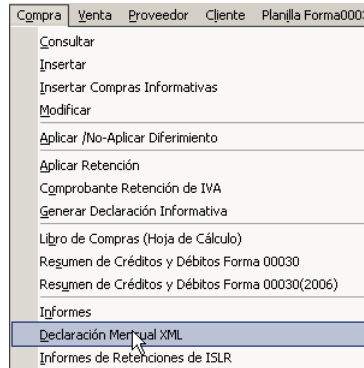 Compra Venta Proveedor Cliente Planilla Forma0003
Consultar
Insertar
Insertar Compras Informativas
Modificar
Aplicar /No-Aplicar Diferimiento
Aplicar Retención
Comprobante Retención de IVA
Generar Declaración Informativa
Libro de Compras (Hoja de Cálculo)
Resumen de Créditos y Débitos Forma 00030
Resumen de Créditos y Débitos Forma 00030(2006)
Informes
Declaración Mensual XML
Informes de Retenciones de ISLR